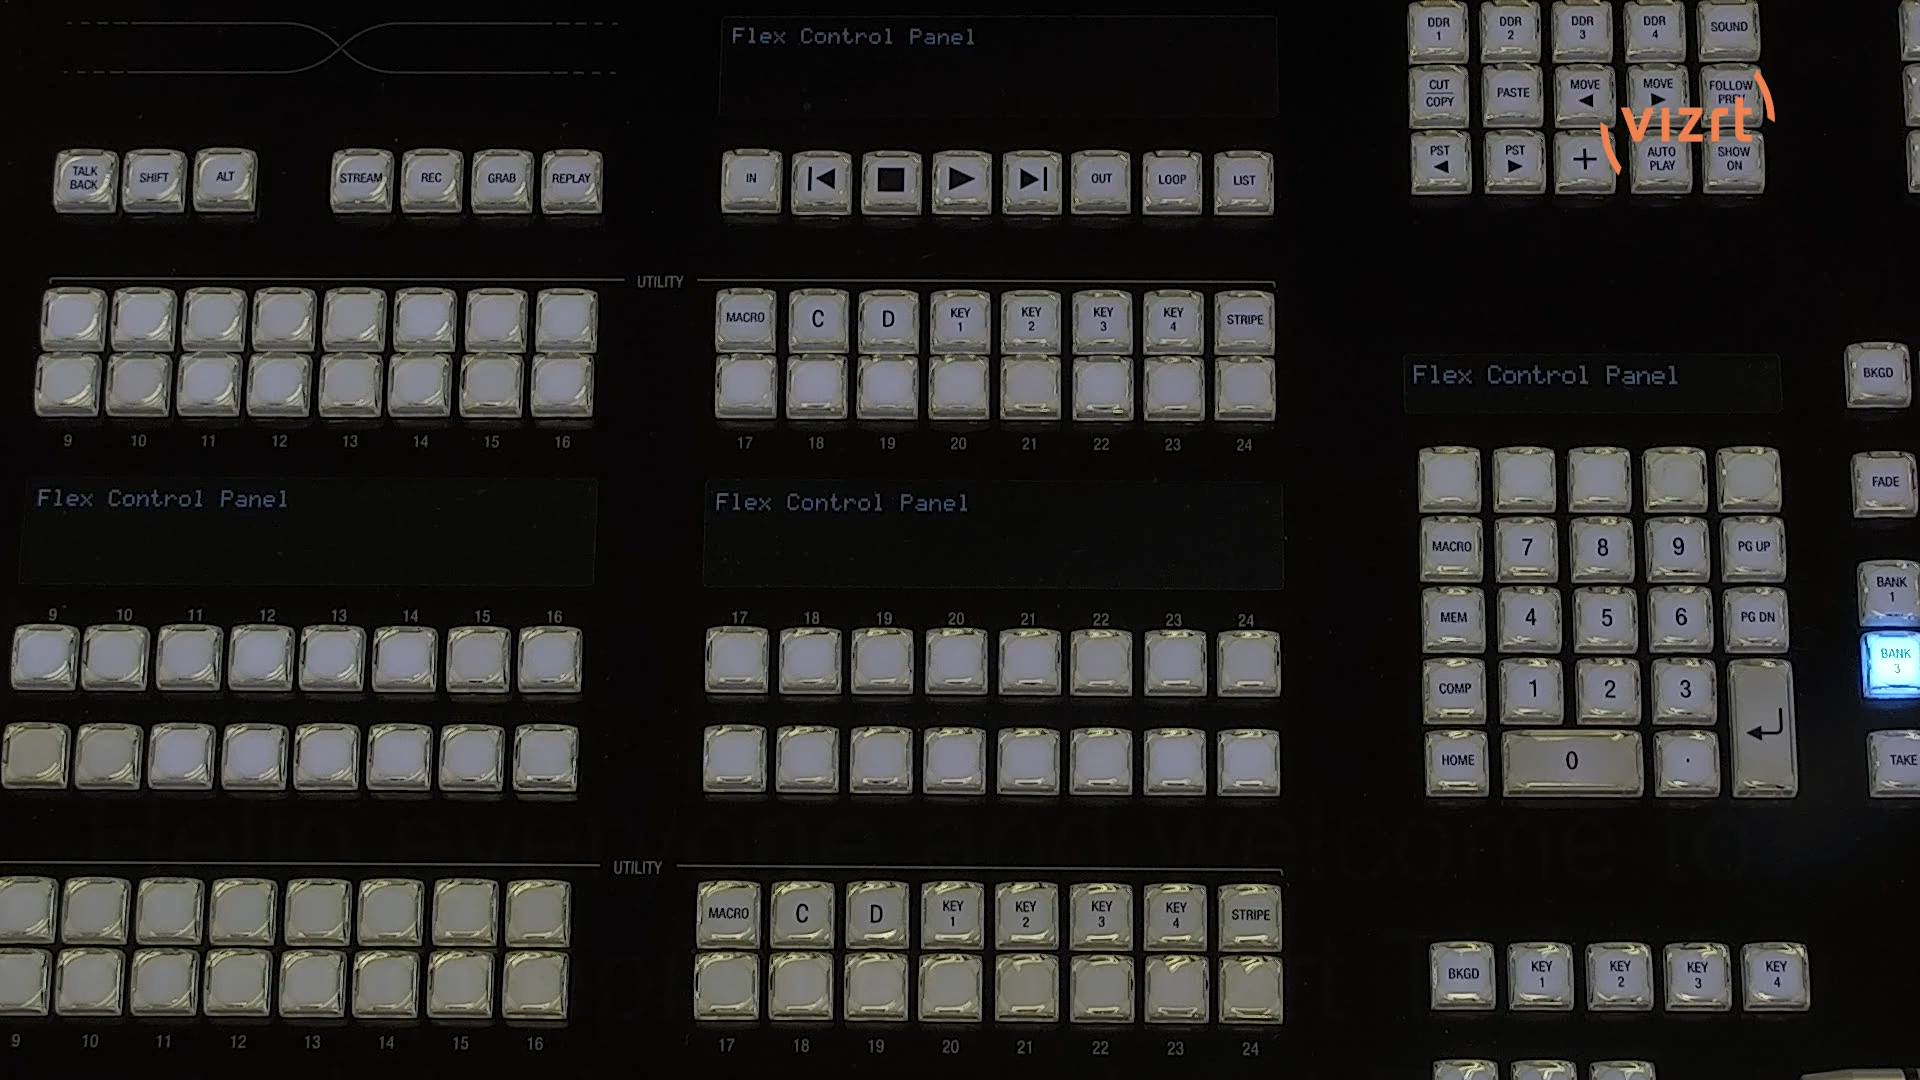 Flex Control Panel
DDR 1
DDR 2
DDR 3
DDR 4
SOUND
CUT COPY
PASTE
MOVE
MOVE
FOLLOW
vizrt
TALK BACK
SHIFT
ALT
STREAM
REC
GRAB
REPLAY
IN
OUT
LOOP
LIST
PST
PST
+
AUTO PLAY
SHOW ON
UTILITY
MACRO
C
D
KEY 1
KEY 2
KEY 3
KEY 4
STRIPE
9 10 11 12 13 14 15 16
17 18 19 20 21 22 23 24
Flex Control Panel
BKGD
Flex Control Panel
Flex Control Panel
FADE
MACRO
7
8
9
PG UP
BANK 1
MEM
4
5
6
PG DN
BANK 3
9 10 11 12 13 14 15 16
17 18 19 20 21 22 23 24
COMP
1
2
3
HOME
0
.
TAKE
Hello everyone and welcome to
UTILITY
MACRO
C
D
KEY 1
KEY 2
KEY 3
KEY 4
STRIPE
BKGD
KEY 1
KEY 2
KEY 3
KEY 4
9 10 11 12 13 14 15 16
17 18 19 20 21 22 23 24